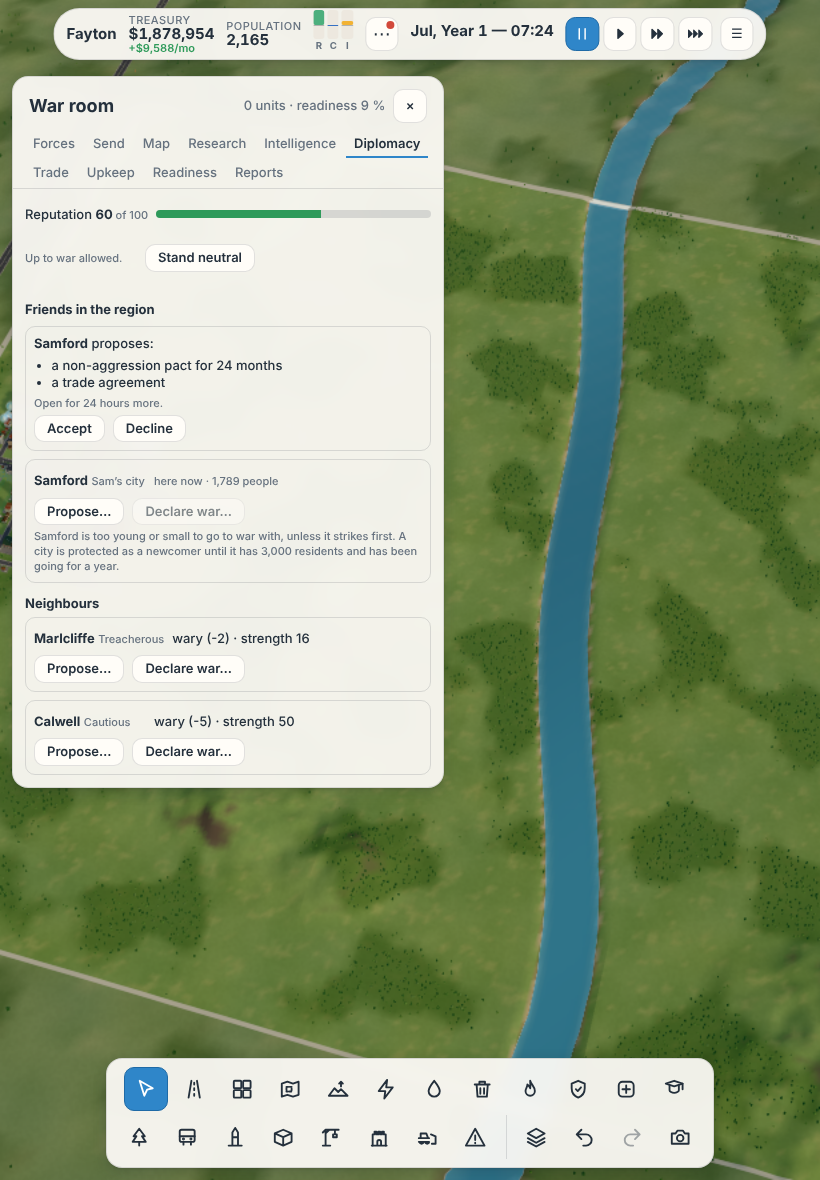 Fayton
TREASURY
$1,878,954
+$9,588/mo
POPULATION
2,165
R C I
Jul, Year 1 — 07:24
War room
0 units · readiness 9 %
Forces Send Map Research Intelligence Diplomacy
Trade Upkeep Readiness Reports
Reputation 60 of 100
Up to war allowed. Stand neutral
Friends in the region
Samford proposes:
• a non-aggression pact for 24 months
• a trade agreement
Open for 24 hours more.
Accept Decline
Samford Sam's city here now · 1,789 people
Propose... Declare war...
Samford is too young or small to go to war with, unless it strikes first. A
city is protected as a newcomer until it has 3,000 residents and has been
going for a year.
Neighbours
Marlcliffe Treacherous wary (-2) · strength 16
Propose... Declare war...
Calwell Cautious wary (-5) · strength 50
Propose... Declare war...